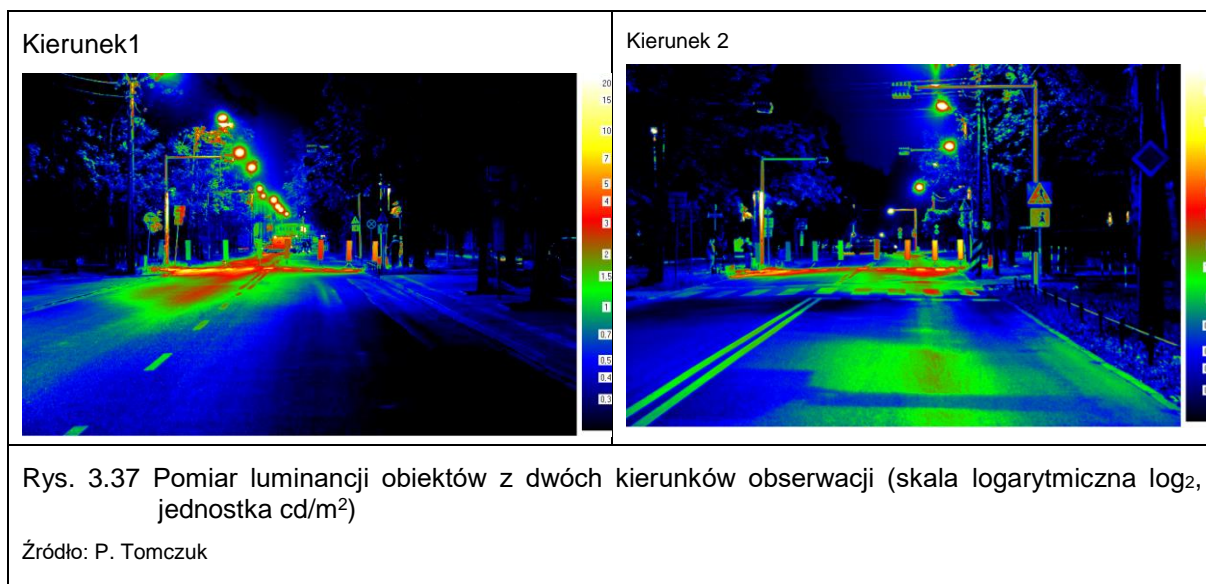 Kierunek1
Kierunek 2
20
15
10
7
5
4
3
2
1.5
1
0.7
0.5
0.4
0.3
Rys. 3.37 Pomiar luminancji obiektów z dwóch kierunków obserwacji (skala logarytmiczna log₂,
jednostka cd/m²)
Źródło: P. Tomczuk